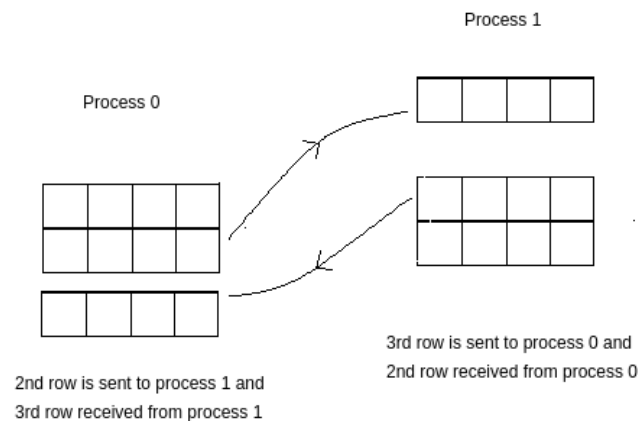 Process 1
Process 0
3rd row is sent to process 0 and
2nd row received from process 0
2nd row is sent to process 1 and
3rd row received from process 1